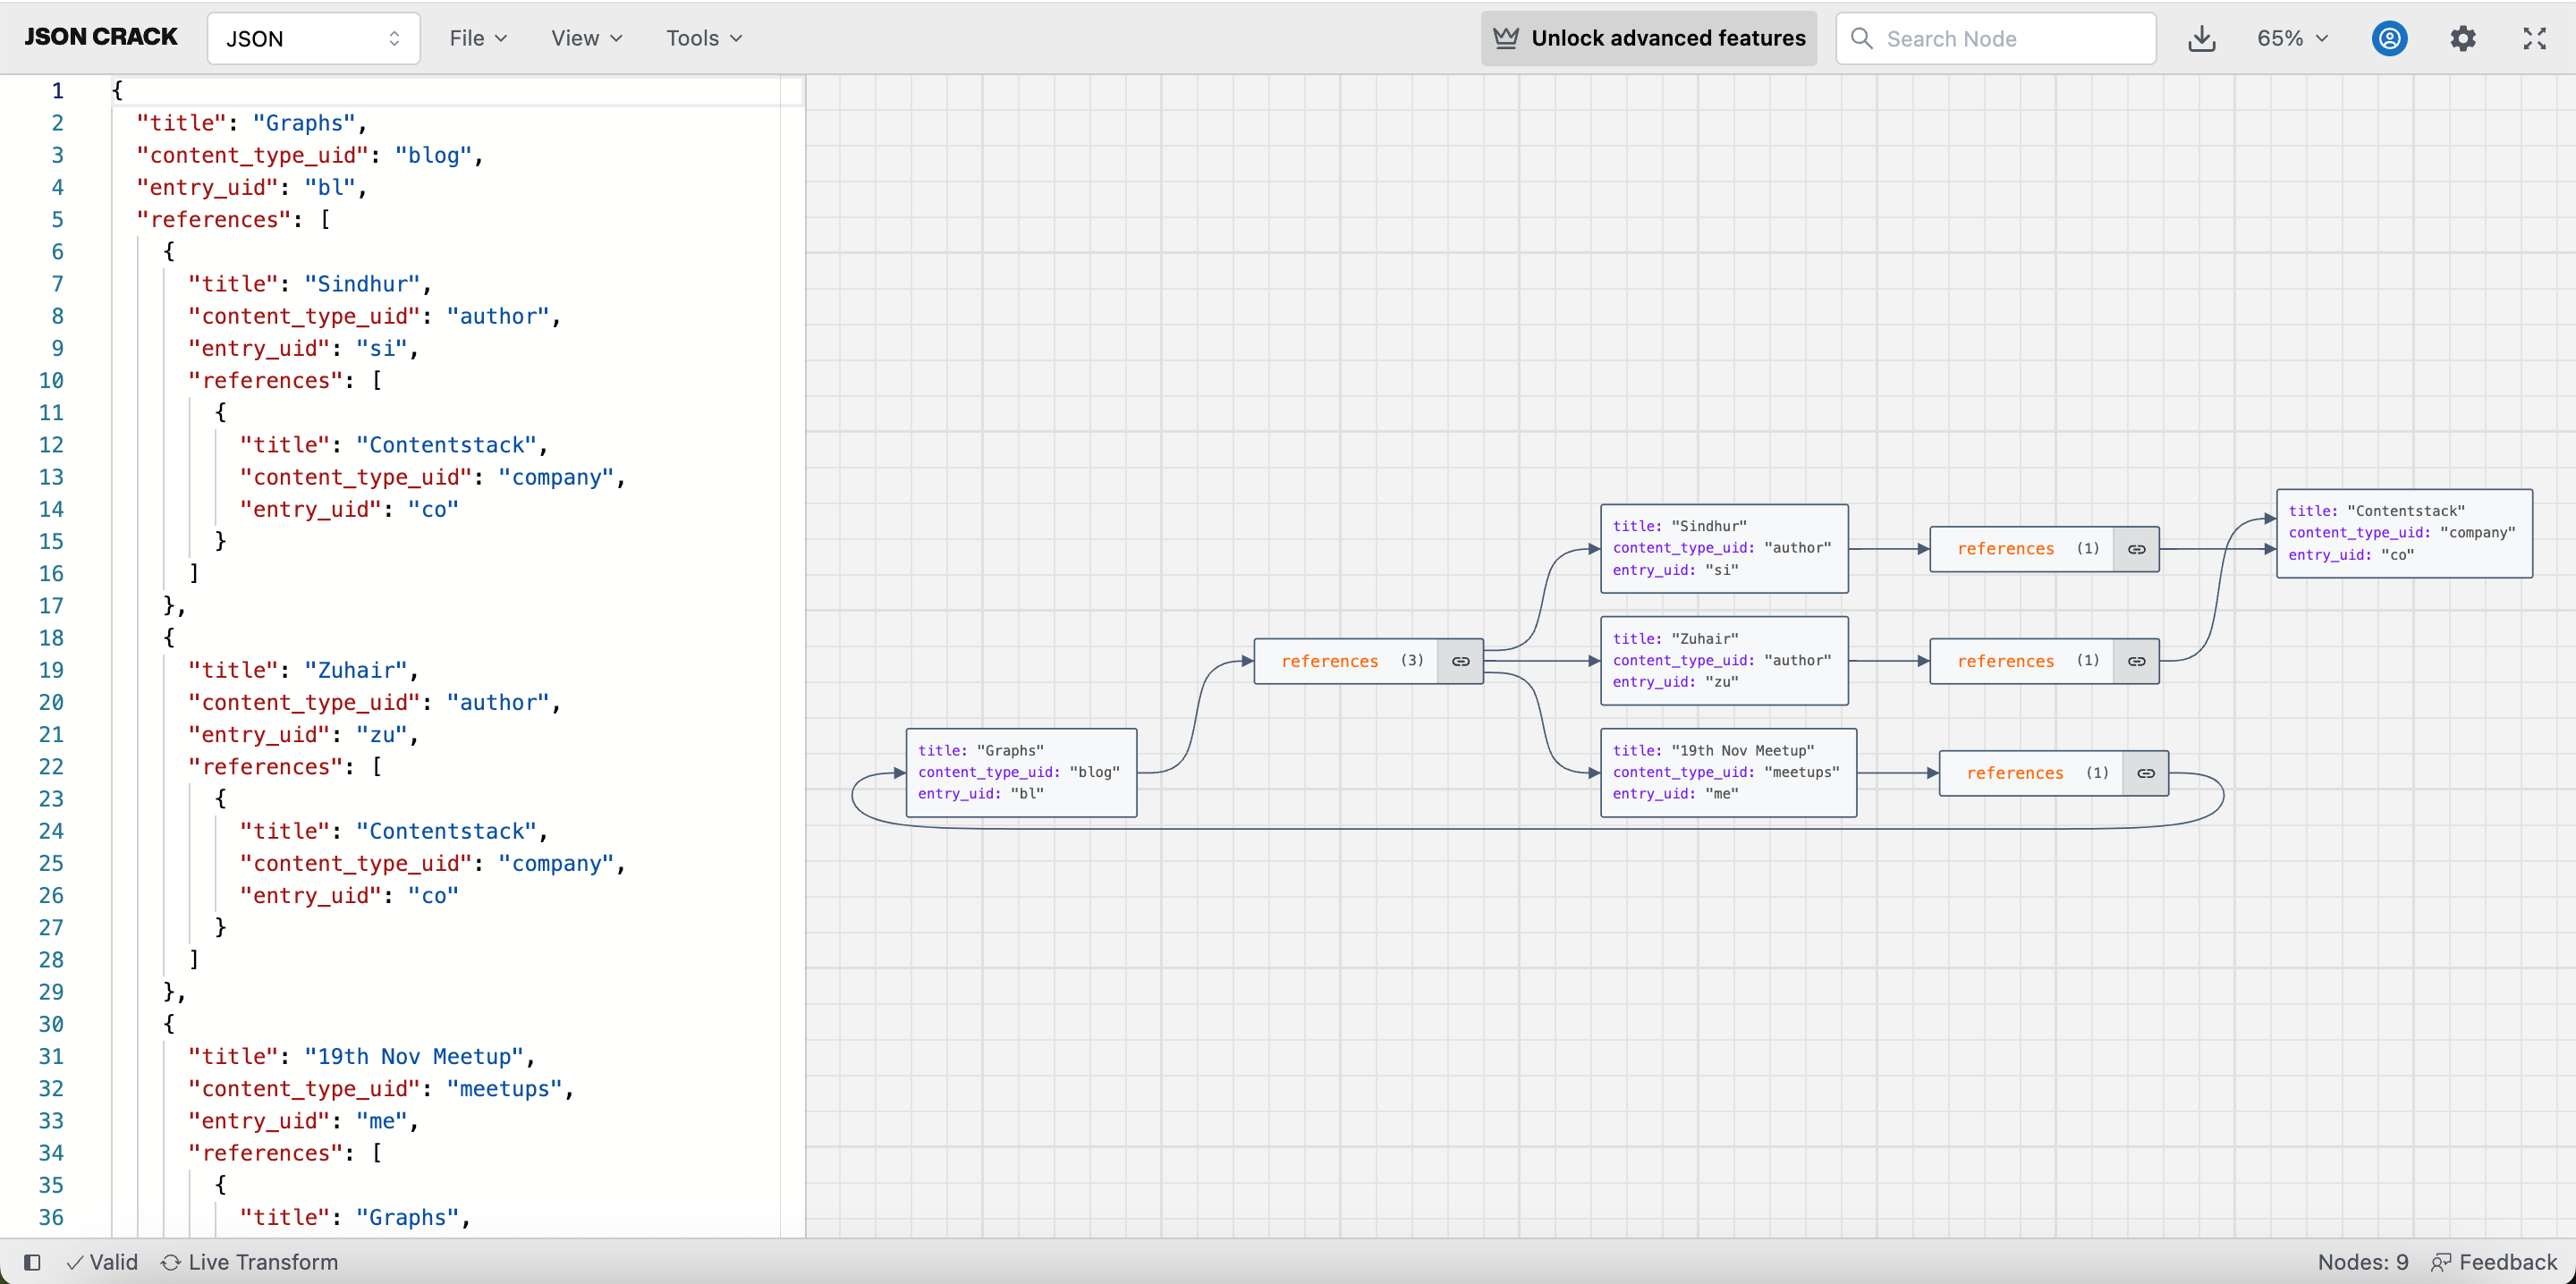 JSON CRACK JSON File View Tools Unlock advanced features Search Node 65%
1 {
2 "title": "Graphs",
3 "content_type_uid": "blog",
4 "entry_uid": "bl",
5 "references": [
6 {
7 "title": "Sindhur",
8 "content_type_uid": "author",
9 "entry_uid": "si",
10 "references": [
11 {
12 "title": "Contentstack",
13 "content_type_uid": "company",
14 "entry_uid": "co"
15 }
16 ]
17 },
18 {
19 "title": "Zuhair",
20 "content_type_uid": "author",
21 "entry_uid": "zu",
22 "references": [
23 {
24 "title": "Contentstack",
25 "content_type_uid": "company",
26 "entry_uid": "co"
27 }
28 ]
29 },
30 {
31 "title": "19th Nov Meetup",
32 "content_type_uid": "meetups",
33 "entry_uid": "me",
34 "references": [
35 {
36 "title": "Graphs",
title: "Graphs"
content_type_uid: "blog"
entry_uid: "bl"
references (3)
title: "Sindhur"
content_type_uid: "author"
entry_uid: "si"
references (1)
title: "Contentstack"
content_type_uid: "company"
entry_uid: "co"
title: "Zuhair"
content_type_uid: "author"
entry_uid: "zu"
references (1)
title: "19th Nov Meetup"
content_type_uid: "meetups"
entry_uid: "me"
references (1)
Valid Live Transform Nodes: 9 Feedback